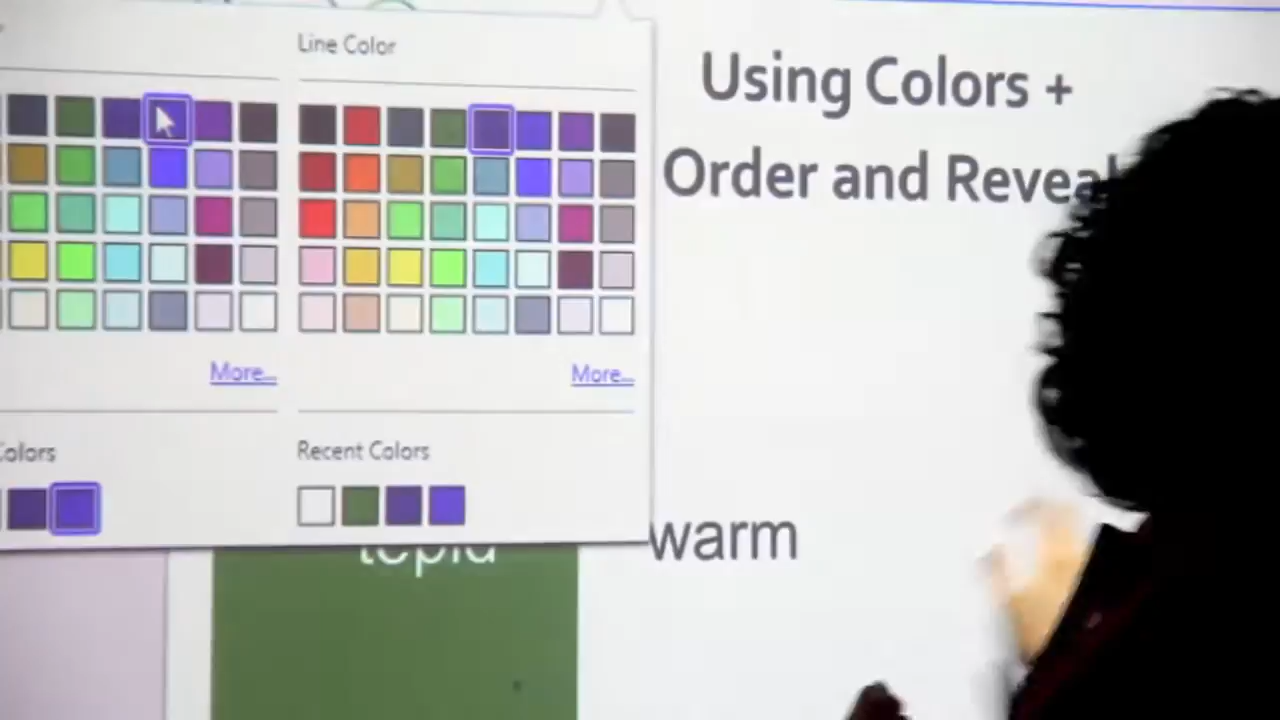 Line Color
Using Colors +
Order and Reveal
More...
More...
Colors
Recent Colors
tepid
warm